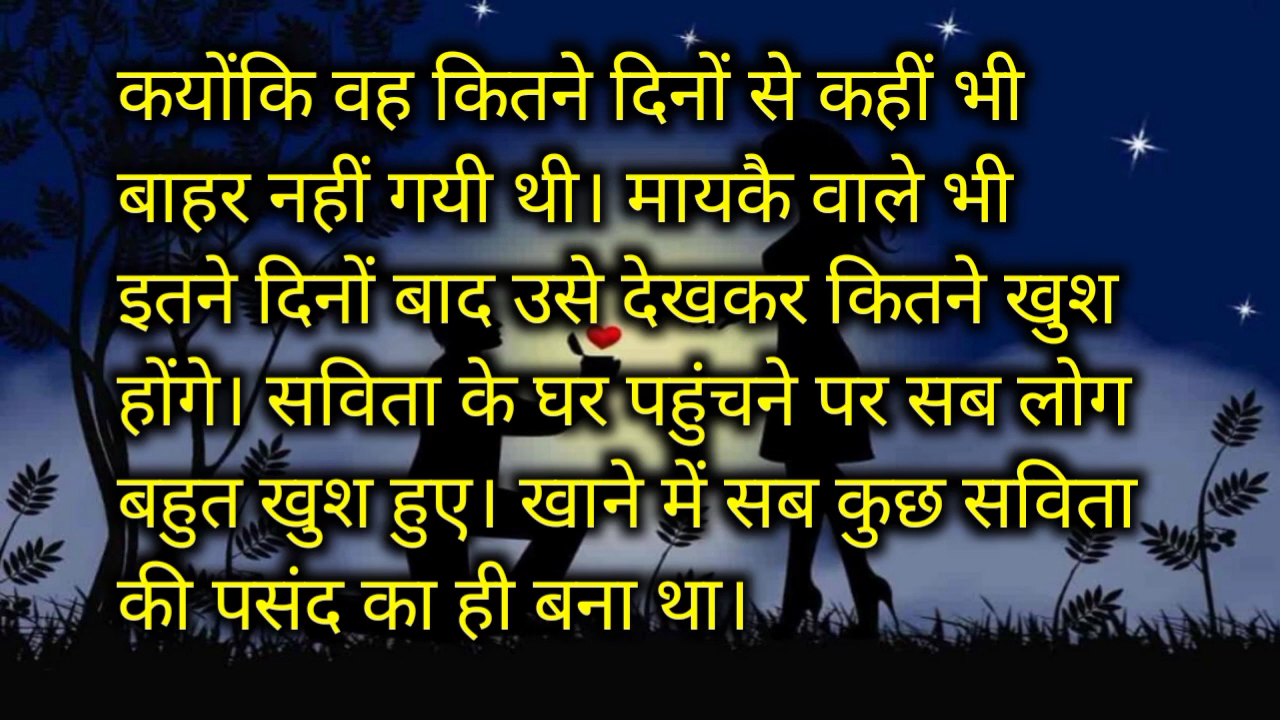 कयोंकि वह कितने दिनों से कहीं भी
बाहर नहीं गयी थी। मायकै वाले भी
इतने दिनों बाद उसे देखकर कितने खुश
होंगे। सविता के घर पहुंचने पर सब लोग
बहुत खुश हुए। खाने में सब कुछ सविता
की पसंद का ही बना था।